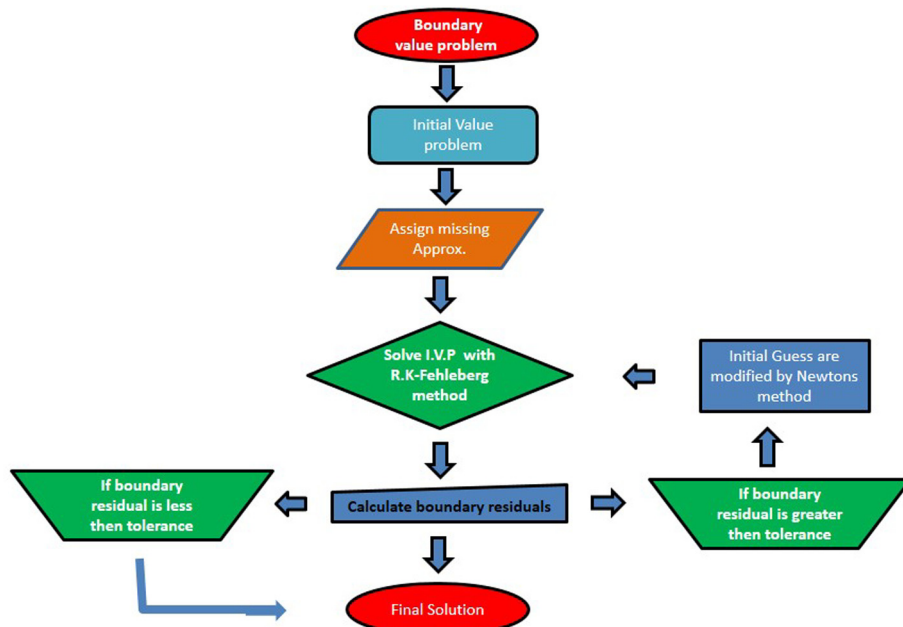 Boundary
value problem
Initial Value
problem
Assign missing
Approx.
Solve I.V.P with
R.K-Fehleberg
method
Initial Guess are
modified by Newtons
method
If boundary
residual is less
then tolerance
Calculate boundary residuals
If boundary
residual is greater
then tolerance
Final Solution